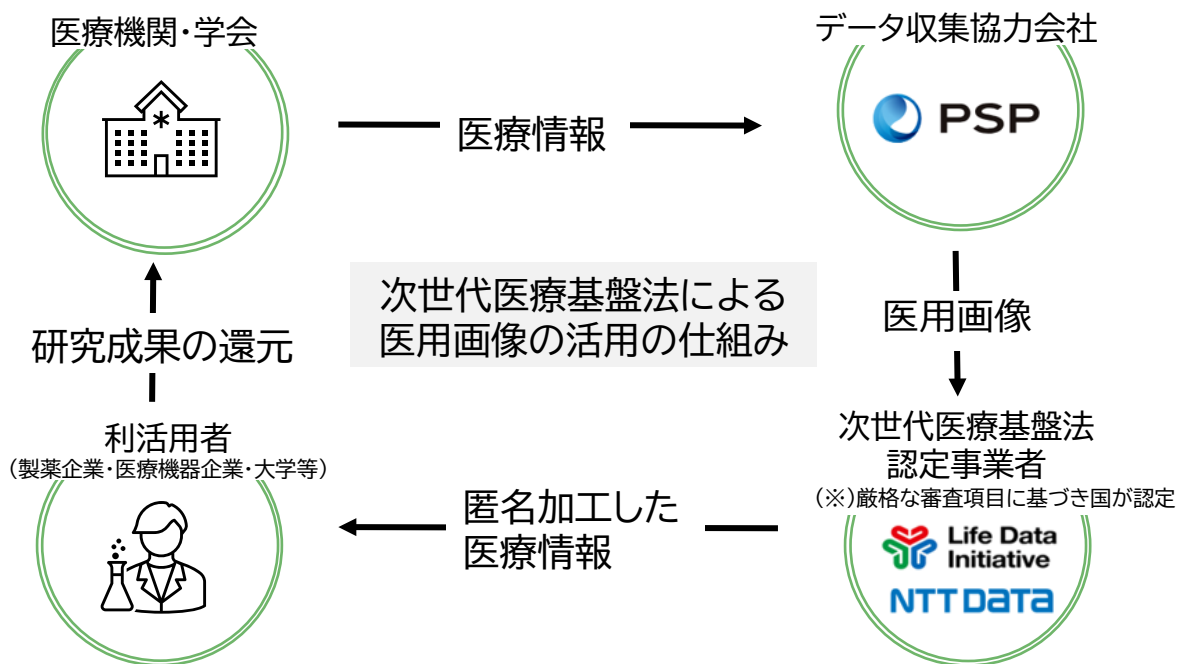 医療機関・学会
データ収集協力会社
PSP
医療情報
次世代医療基盤法による
医用画像の活用の仕組み
医用画像
研究成果の還元
利活用者
（製薬企業・医療機器企業・大学等）
次世代医療基盤法
認定事業者
（※）厳格な審査項目に基づき国が認定
匿名加工した
医療情報
Life Data
Initiative
NTT DATA